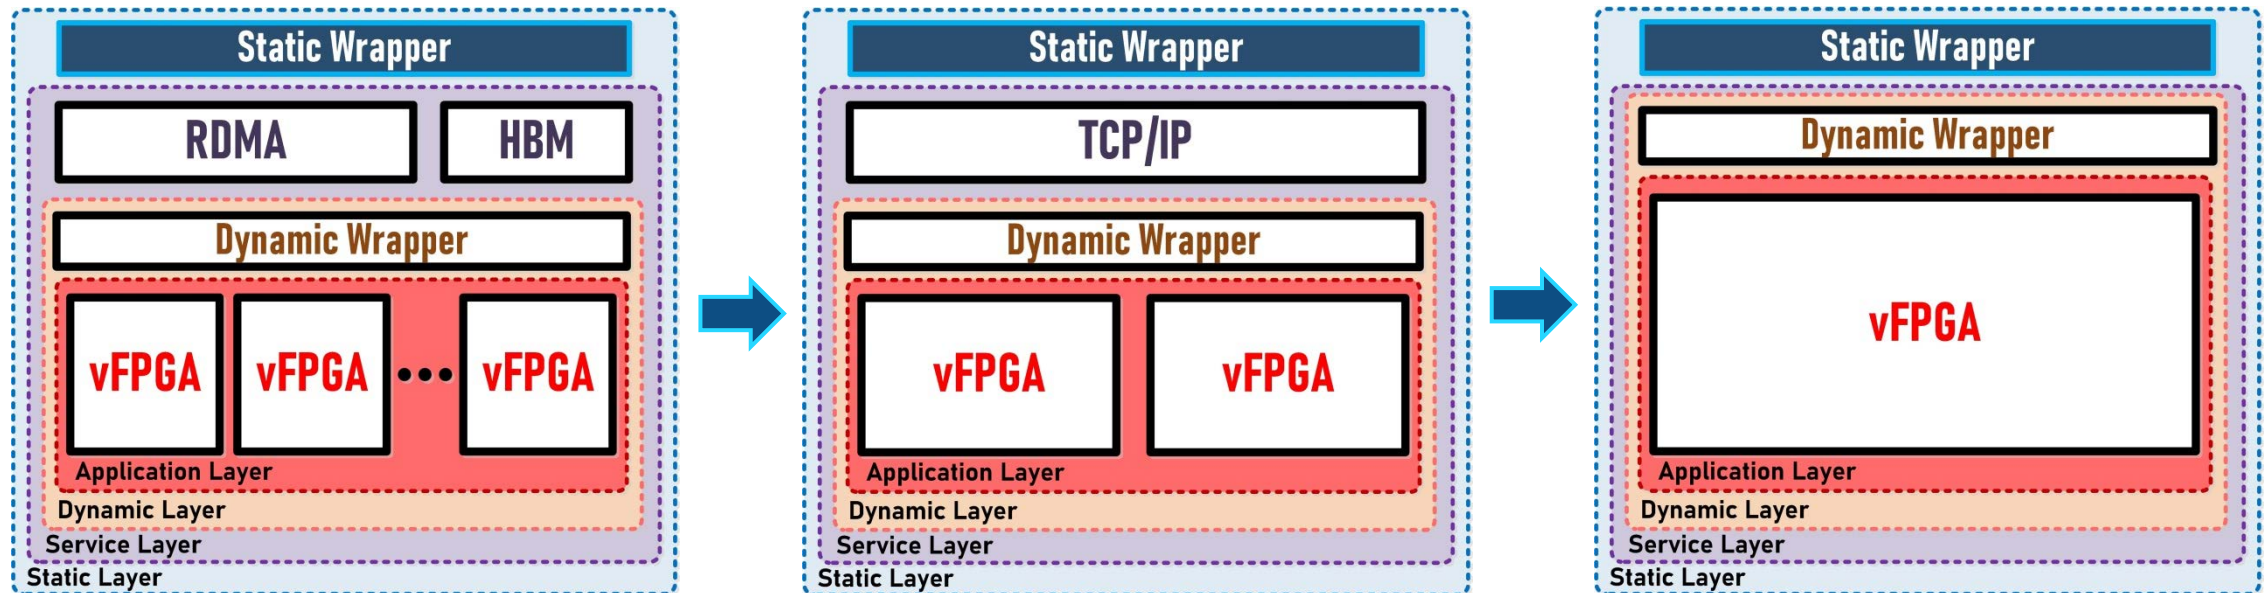 Static Wrapper
RDMA
HBM
Dynamic Wrapper
vFPGA
vFPGA
•••
vFPGA
Application Layer
Dynamic Layer
Service Layer
Static Layer
Static Wrapper
TCP/IP
Dynamic Wrapper
vFPGA
vFPGA
Application Layer
Dynamic Layer
Service Layer
Static Layer
Static Wrapper
Dynamic Wrapper
vFPGA
Application Layer
Dynamic Layer
Service Layer
Static Layer